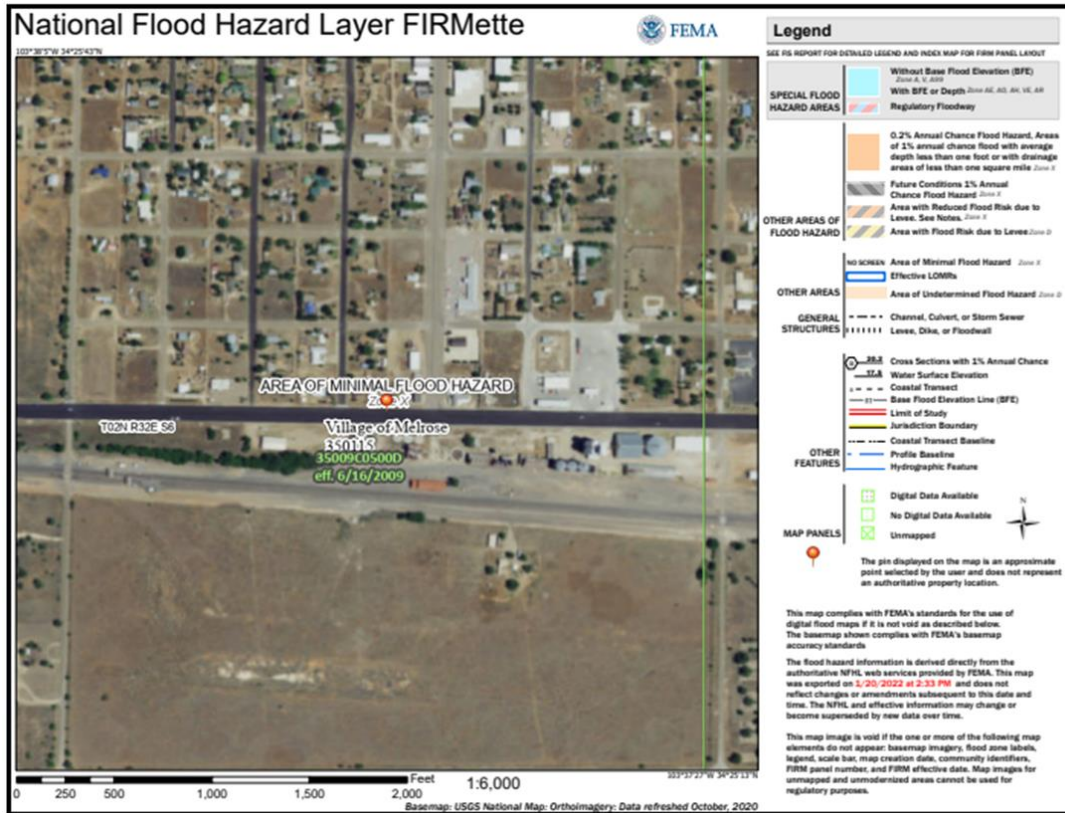 National Flood Hazard Layer FIRMette
FEMA
103°38'5"W 34°25'43"N
AREA OF MINIMAL FLOOD HAZARD
Zone X
T02N R32E S6
Village of Melrose
350115
35009C0500D
eff. 6/16/2009
103°37'27"W 34°25'13"N
Feet
1:6,000
0
250
500
1,000
1,500
2,000
Basemap: USGS National Map: Orthoimagery: Data refreshed October, 2020
Legend
SEE FIS REPORT FOR DETAILED LEGEND AND INDEX MAP FOR FIRM PANEL LAYOUT
SPECIAL FLOOD
HAZARD AREAS
Without Base Flood Elevation (BFE)
Zone A, V, A99
With BFE or Depth Zone AE, AO, AH, VE, AR
Regulatory Floodway
OTHER AREAS OF
FLOOD HAZARD
0.2% Annual Chance Flood Hazard, Areas
of 1% annual chance flood with average
depth less than one foot or with drainage
areas of less than one square mile Zone X
Future Conditions 1% Annual
Chance Flood Hazard Zone X
Area with Reduced Flood Risk due to
Levee. See Notes. Zone X
Area with Flood Risk due to Levee Zone D
OTHER AREAS
NO SCREEN Area of Minimal Flood Hazard Zone X
Effective LOMRs
Area of Undetermined Flood Hazard Zone D
GENERAL
STRUCTURES
Channel, Culvert, or Storm Sewer
Levee, Dike, or Floodwall
OTHER
FEATURES
20.2 Cross Sections with 1% Annual Chance
17.5 Water Surface Elevation
Coastal Transect
Base Flood Elevation Line (BFE)
Limit of Study
Jurisdiction Boundary
Coastal Transect Baseline
Profile Baseline
Hydrographic Feature
MAP PANELS
Digital Data Available
No Digital Data Available
Unmapped
N
The pin displayed on the map is an approximate
point selected by the user and does not represent
an authoritative property location.
This map complies with FEMA's standards for the use of
digital flood maps if it is not void as described below.
The basemap shown complies with FEMA's basemap
accuracy standards
The flood hazard information is derived directly from the
authoritative NFHL web services provided by FEMA. This map
was exported on 1/20/2022 at 2:33 PM and does not
reflect changes or amendments subsequent to this date and
time. The NFHL and effective information may change or
become superseded by new data over time.
This map image is void if the one or more of the following map
elements do not appear: basemap imagery, flood zone labels,
legend, scale bar, map creation date, community identifiers,
FIRM panel number, and FIRM effective date. Map images for
unmapped and unmodernized areas cannot be used for
regulatory purposes.